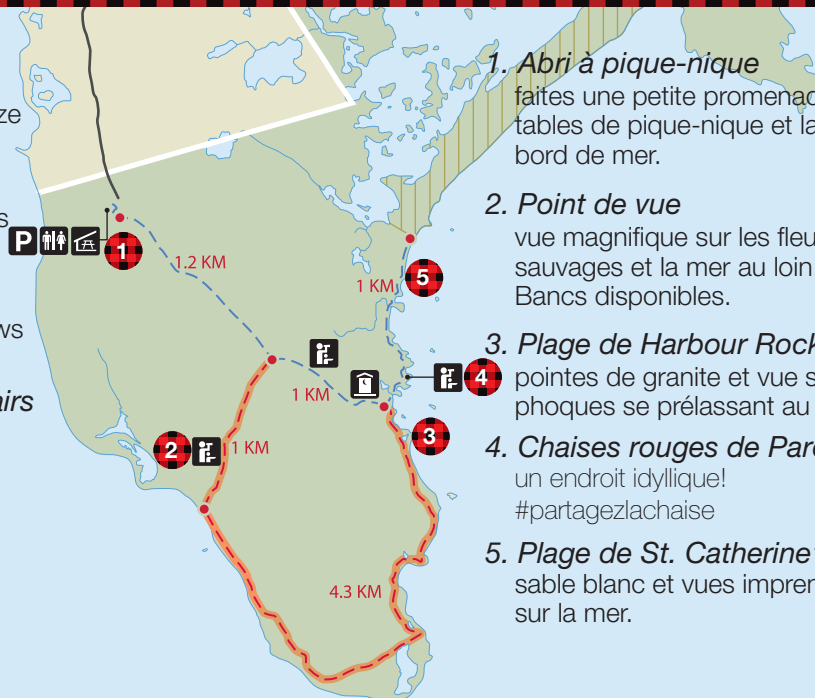 ze
s
ws
airs
P
1
1.2 KM
5
1 KM
4
1 KM
3
2
1 KM
4.3 KM
1. Abri à pique-nique
faites une petite promenad
tables de pique-nique et la
bord de mer.
2. Point de vue
vue magnifique sur les fleu
sauvages et la mer au loin
Bancs disponibles.
3. Plage de Harbour Rock
pointes de granite et vue s
phoques se prélassant au
4. Chaises rouges de Parc
un endroit idyllique!
#partagezlachaise
5. Plage de St. Catherine
sable blanc et vues impren
sur la mer.